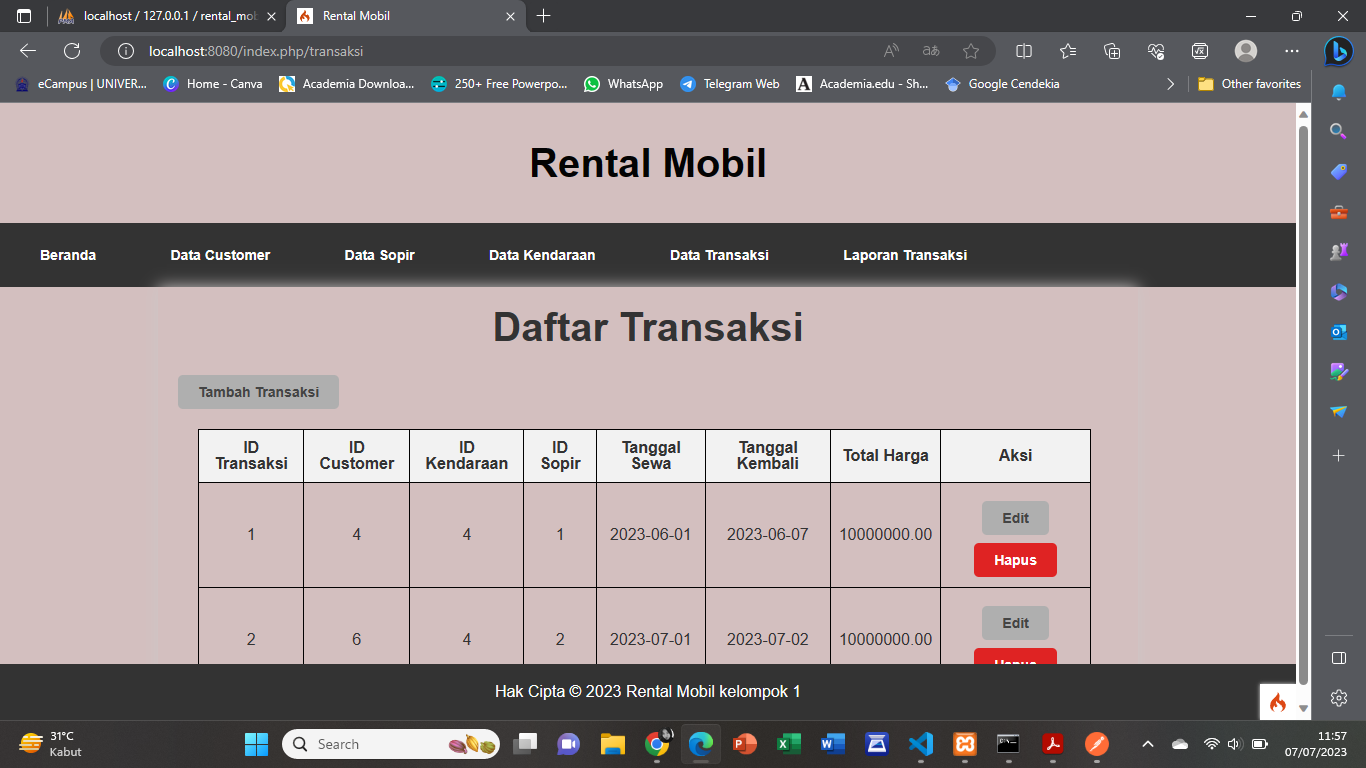 localhost / 127.0.0.1 / rental_mob
Rental Mobil
localhost:8080/index.php/transaksi
eCampus | UNIVER...
Home - Canva
Academia Downloa...
250+ Free Powerpo...
WhatsApp
Telegram Web
Academia.edu - Sh...
Google Cendekia
Other favorites
Rental Mobil
Beranda Data Customer Data Sopir Data Kendaraan Data Transaksi Laporan Transaksi
Daftar Transaksi
Tambah Transaksi
ID Transaksi ID Customer ID Kendaraan ID Sopir Tanggal Sewa Tanggal Kembali Total Harga Aksi
1 4 4 1 2023-06-01 2023-06-07 10000000.00 Edit
Hapus
2 6 4 2 2023-07-01 2023-07-02 10000000.00 Edit
Hapus
Hak Cipta © 2023 Rental Mobil kelompok 1
31°C
Kabut
Search
11:57
07/07/2023